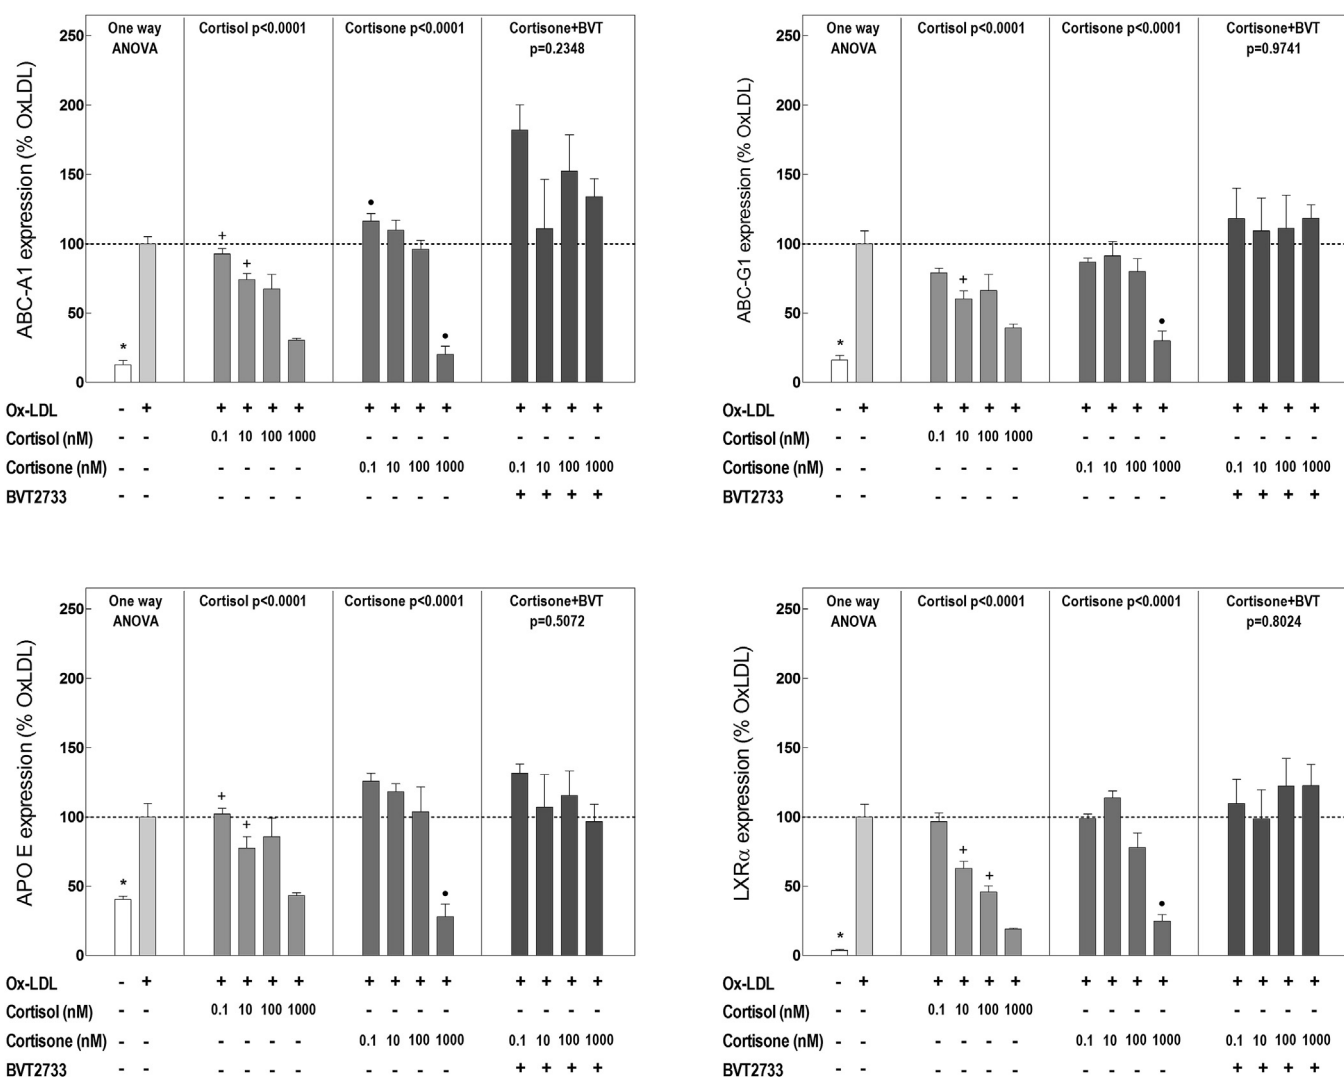 One way Cortisol p<0.0001 Cortisone p<0.0001 Cortisone+BVT
ANOVA p=0.2348
250
200
150
100
50
0
ABC-A1 expression (% OxLDL)
* + + • •
Ox-LDL - + + + + + + + + + + + + +
Cortisol (nM) - - 0.1 10 100 1000 - - - - - - - -
Cortisone (nM) - - - - - - 0.1 10 100 1000 0.1 10 100 1000
BVT2733 - - - - - - - - - - + + + +
One way Cortisol p<0.0001 Cortisone p<0.0001 Cortisone+BVT
ANOVA p=0.9741
250
200
150
100
50
0
ABC-G1 expression (% OxLDL)
* + •
Ox-LDL - + + + + + + + + + + + + +
Cortisol (nM) - - 0.1 10 100 1000 - - - - - - - -
Cortisone (nM) - - - - - - 0.1 10 100 1000 0.1 10 100 1000
BVT2733 - - - - - - - - - - + + + +
One way Cortisol p<0.0001 Cortisone p<0.0001 Cortisone+BVT
ANOVA p=0.5072
250
200
150
100
50
0
APO E expression (% OxLDL)
* + + •
Ox-LDL - + + + + + + + + + + + + +
Cortisol (nM) - - 0.1 10 100 1000 - - - - - - - -
Cortisone (nM) - - - - - - 0.1 10 100 1000 0.1 10 100 1000
BVT2733 - - - - - - - - - - + + + +
One way Cortisol p<0.0001 Cortisone p<0.0001 Cortisone+BVT
ANOVA p=0.8024
250
200
150
100
50
0
LXRα expression (% OxLDL)
* + + •
Ox-LDL - + + + + + + + + + + + + +
Cortisol (nM) - - 0.1 10 100 1000 - - - - - - - -
Cortisone (nM) - - - - - - 0.1 10 100 1000 0.1 10 100 1000
BVT2733 - - - - - - - - - - + + + +